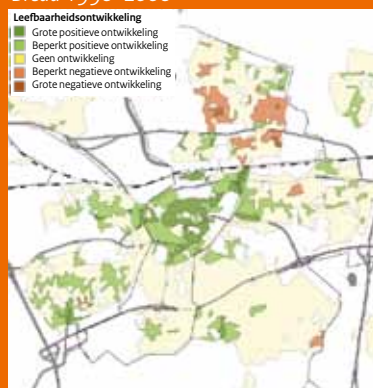 Leefbaarheidsontwikkeling
Grote positieve ontwikkeling
Beperkt positieve ontwikkeling
Geen ontwikkeling
Beperkt negatieve ontwikkeling
Grote negatieve ontwikkeling